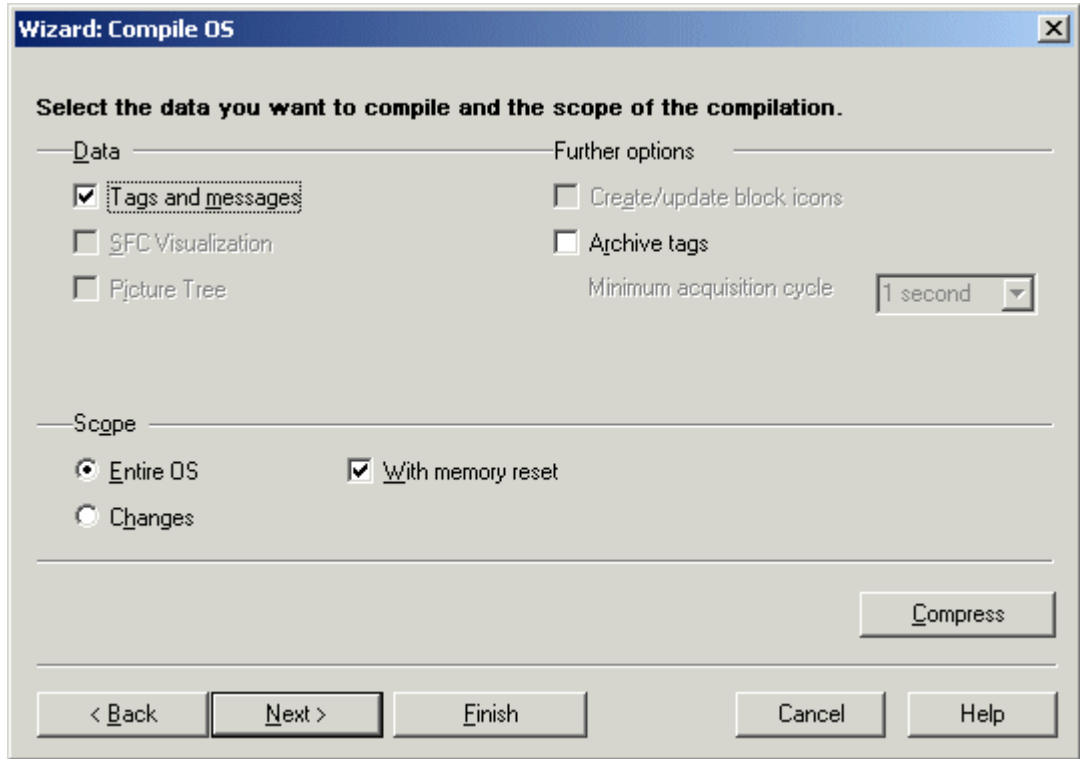 Wizard: Compile OS
Select the data you want to compile and the scope of the compilation.
Data
Tags and messages
SFC Visualization
Picture Tree
Further options
Create/update block icons
Archive tags
Minimum acquisition cycle
1 second
Scope
Entire OS
With memory reset
Changes
Compress
< Back
Next >
Finish
Cancel
Help